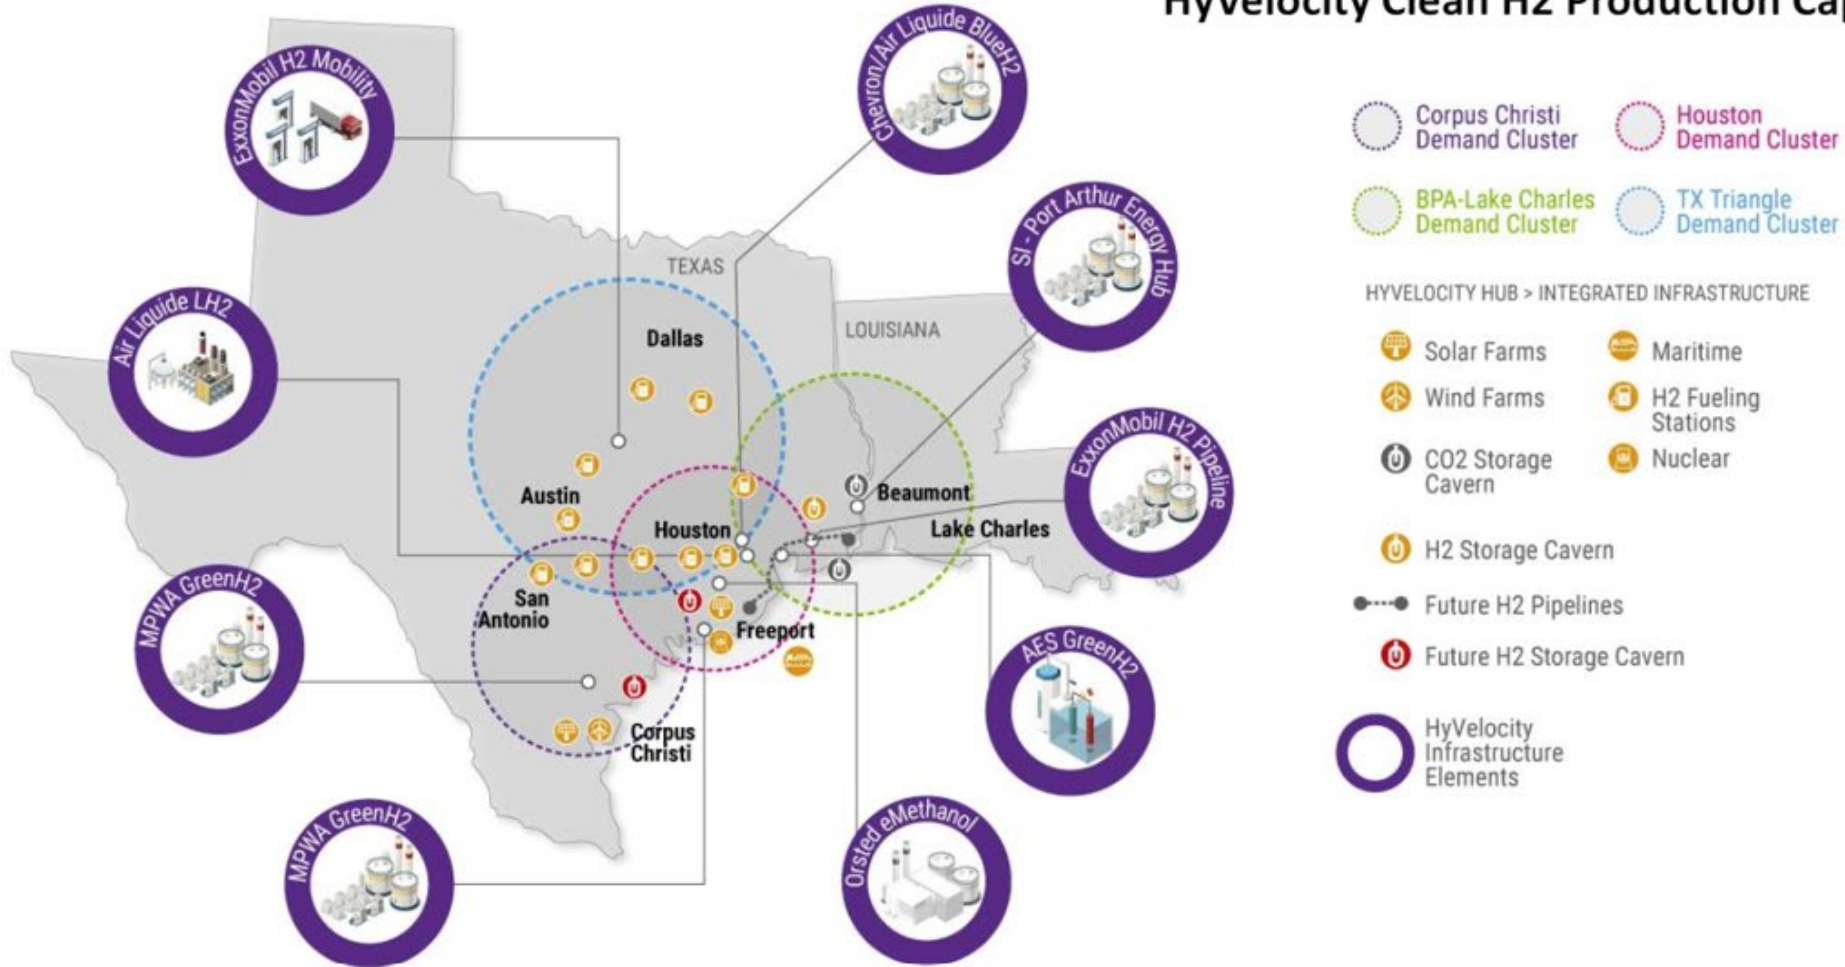 HyVelocity Clean H2 Production
ExxonMobil H2 Mobility
Chevron/Air Liquide BlueH2
SI - Port Arthur Energy Hub
Air Liquide LH2
ExxonMobil H2 Pipeline
MPWA GreenH2
AES GreenH2
MPWA GreenH2
Orsted eMethanol
TEXAS
LOUISIANA
Dallas
Austin
Houston
Beaumont
Lake Charles
San
Antonio
Freeport
Corpus
Christi
Corpus Christi
Demand Cluster
Houston
Demand Cluster
BPA-Lake Charles
Demand Cluster
TX Triangle
Demand Cluster
HYVELOCITY HUB > INTEGRATED INFRASTRUCTURE
Solar Farms
Maritime
Wind Farms
H2 Fueling
Stations
CO2 Storage
Cavern
Nuclear
H2 Storage Cavern
Future H2 Pipelines
Future H2 Storage Cavern
HyVelocity
Infrastructure
Elements